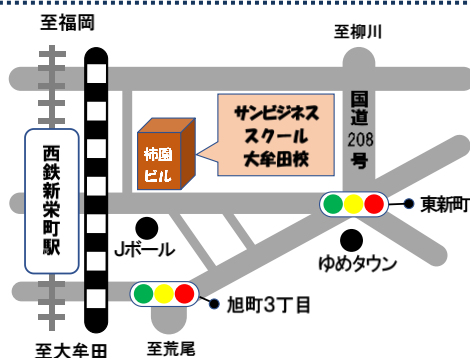 至福岡
至柳川
サンビジネス
スクール
大牟田校
国道
208
号
柿園
ビル
西鉄新栄町駅
東新町
Jボール
ゆめタウン
旭町3丁目
至大牟田
至荒尾